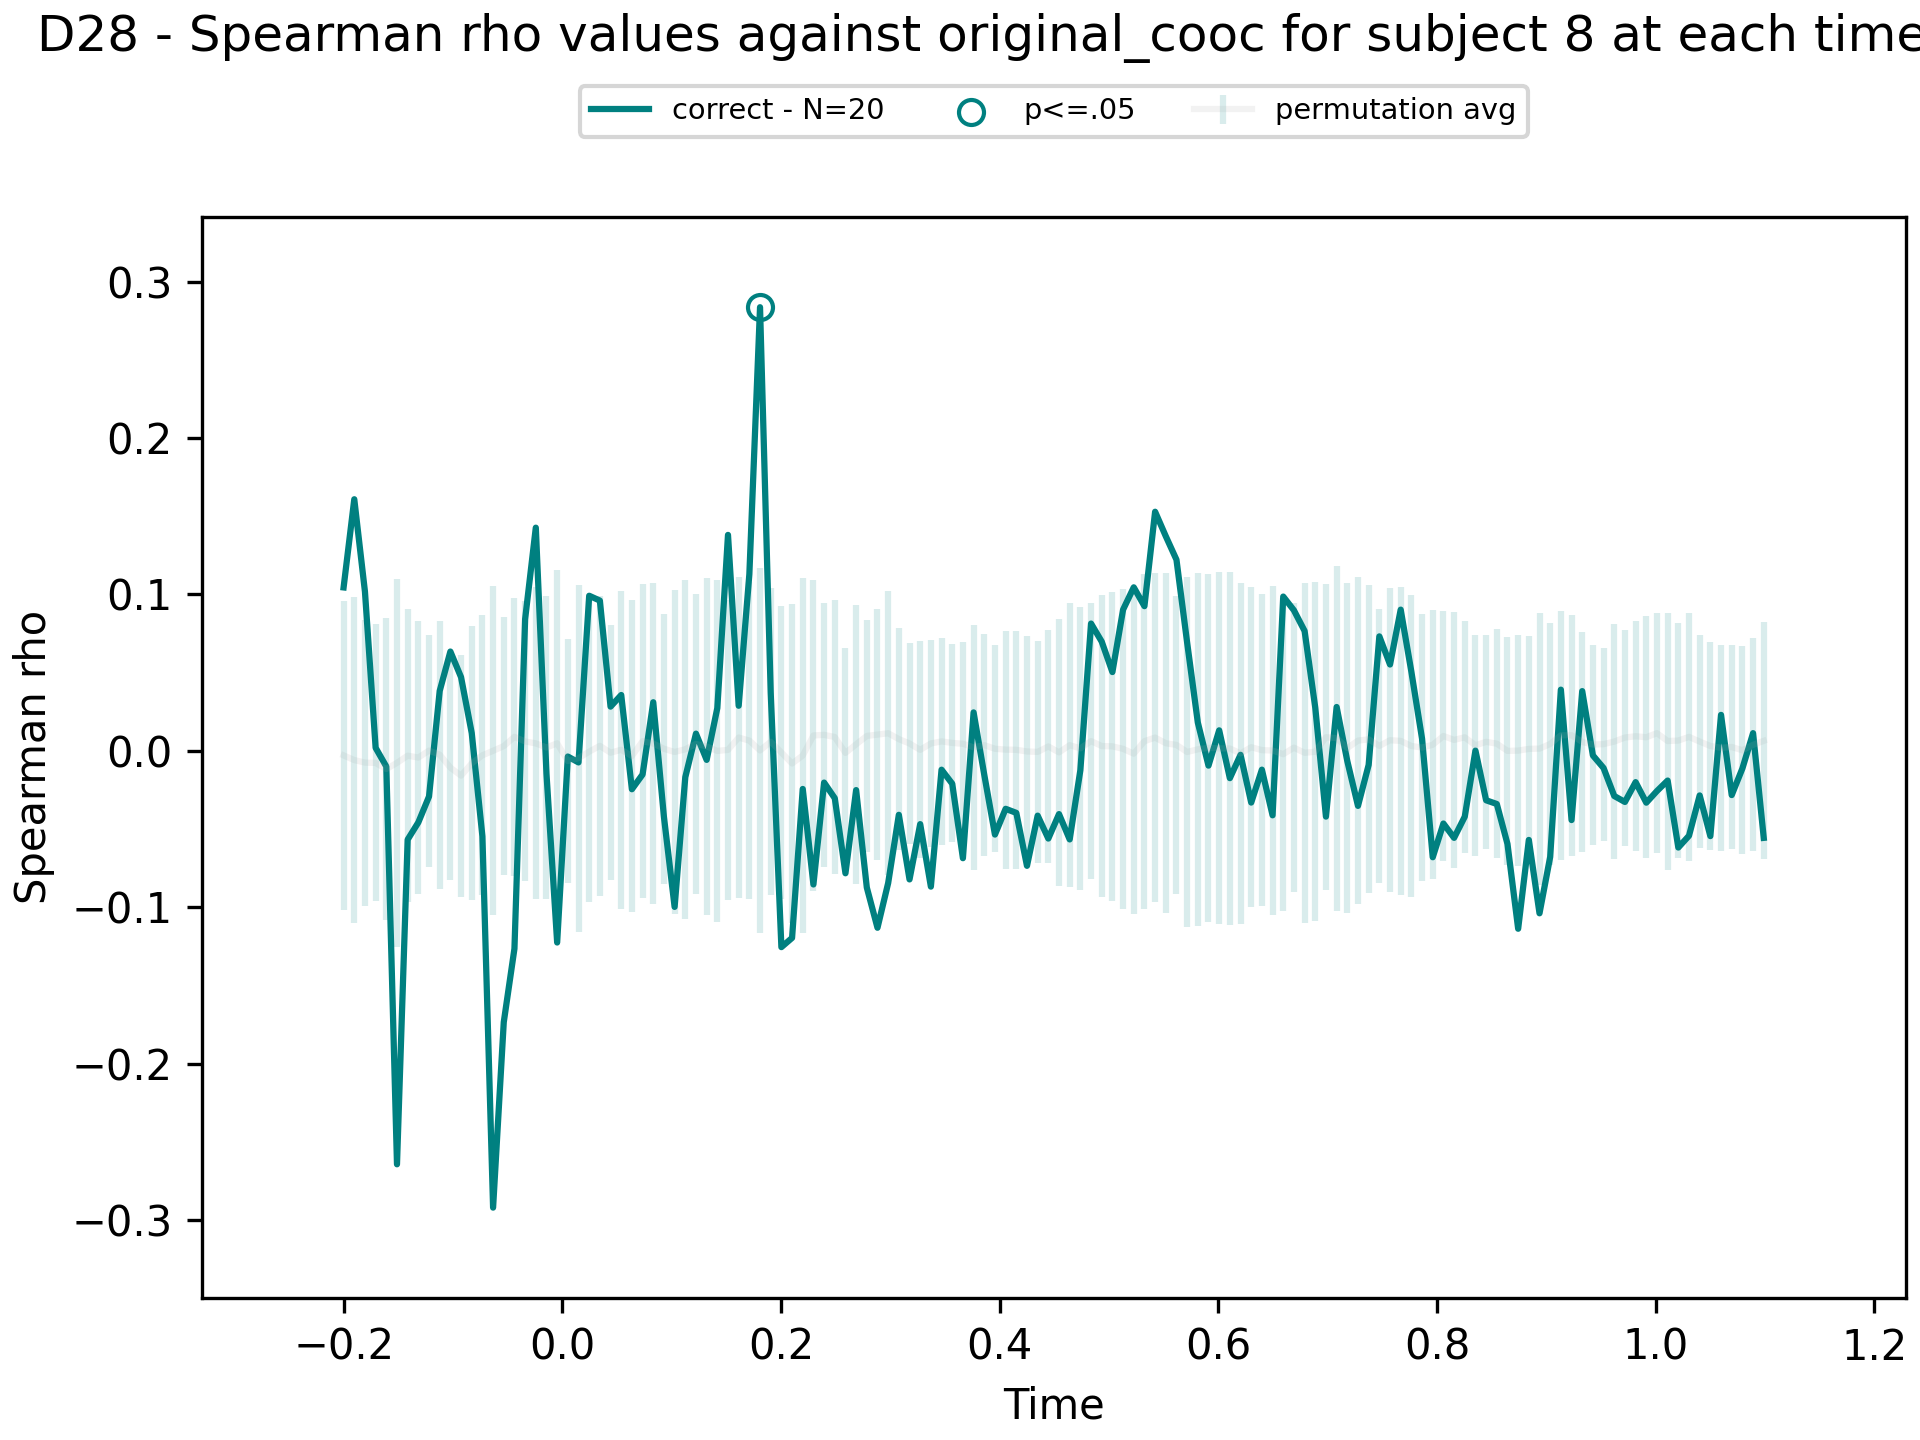 D28 - Spearman rho values against original_cooc for subject 8 at each time
correct - N=20 p<=.05 permutation avg
0.3
0.2
0.1
0.0
−0.1
−0.2
−0.3
Spearman rho
−0.2 0.0 0.2 0.4 0.6 0.8 1.0 1.2
Time